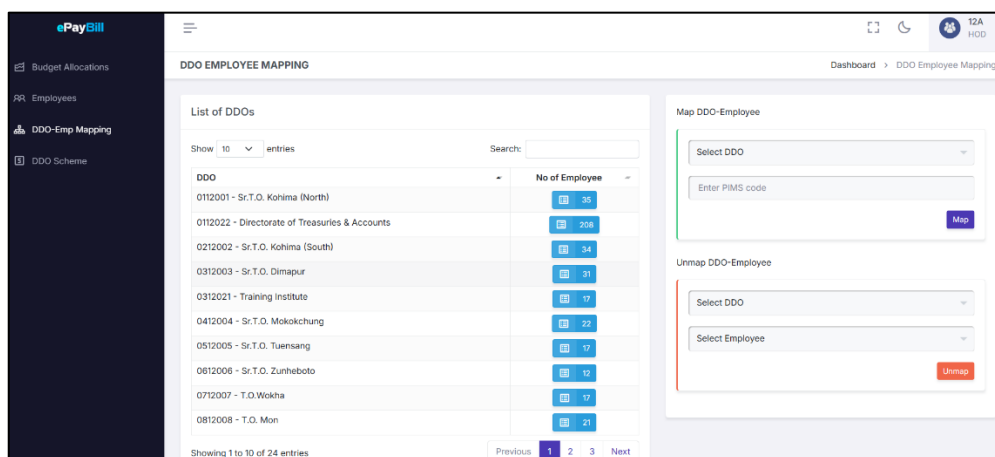 ePayBill
12A
HOD
Budget Allocations
Employees
DDO-Emp Mapping
DDO Scheme
DDO EMPLOYEE MAPPING
Dashboard > DDO Employee Mapping
List of DDOs
Show 10 entries
Search:
DDO No of Employee
0112001 - Sr.T.O. Kohima (North) 35
0112022 - Directorate of Treasuries & Accounts 208
0212002 - Sr.T.O. Kohima (South) 34
0312003 - Sr.T.O. Dimapur 31
0312021 - Training Institute 17
0412004 - Sr.T.O. Mokokchung 22
0512005 - Sr.T.O. Tuensang 17
0612006 - Sr.T.O. Zunheboto 12
0712007 - T.O.Wokha 17
0812008 - T.O. Mon 21
Showing 1 to 10 of 24 entries
Previous 1 2 3 Next
Map DDO-Employee
Select DDO
Enter PIMS code
Map
Unmap DDO-Employee
Select DDO
Select Employee
Unmap